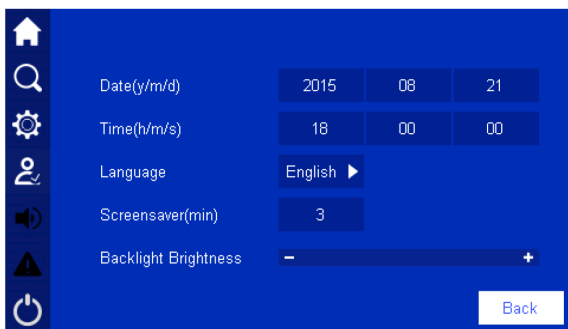 Date(y/m/d) 2015 08 21
Time(h/m/s) 18 00 00
Language English
Screensaver(min) 3
Backlight Brightness − +
Back